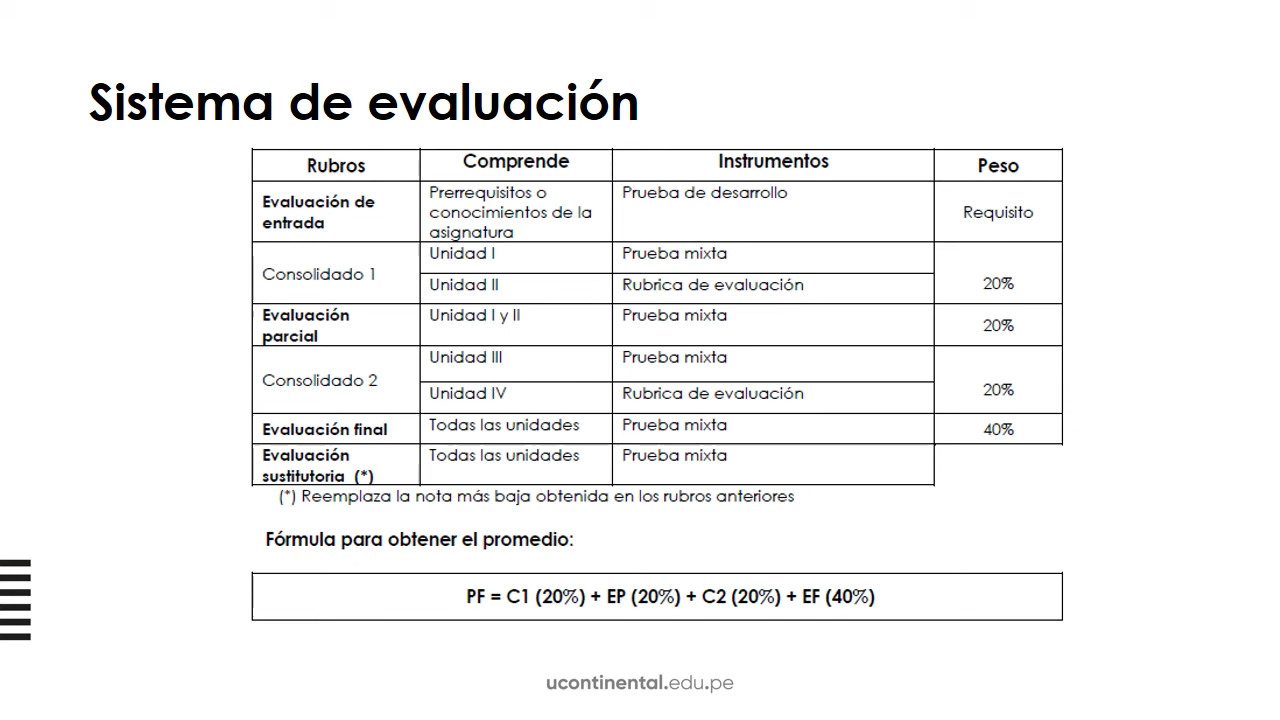 Sistema de evaluación
Rubros Comprende Instrumentos Peso
Evaluación de entrada Prerrequisitos o conocimientos de la asignatura Prueba de desarrollo Requisito
Consolidado 1 Unidad I Prueba mixta 20%
Unidad II Rubrica de evaluación
Evaluación parcial Unidad I y II Prueba mixta 20%
Consolidado 2 Unidad III Prueba mixta 20%
Unidad IV Rubrica de evaluación
Evaluación final Todas las unidades Prueba mixta 40%
Evaluación sustitutoria (*) Todas las unidades Prueba mixta
(*) Reemplaza la nota más baja obtenida en los rubros anteriores
Fórmula para obtener el promedio:
PF = C1 (20%) + EP (20%) + C2 (20%) + EF (40%)
ucontinental.edu.pe